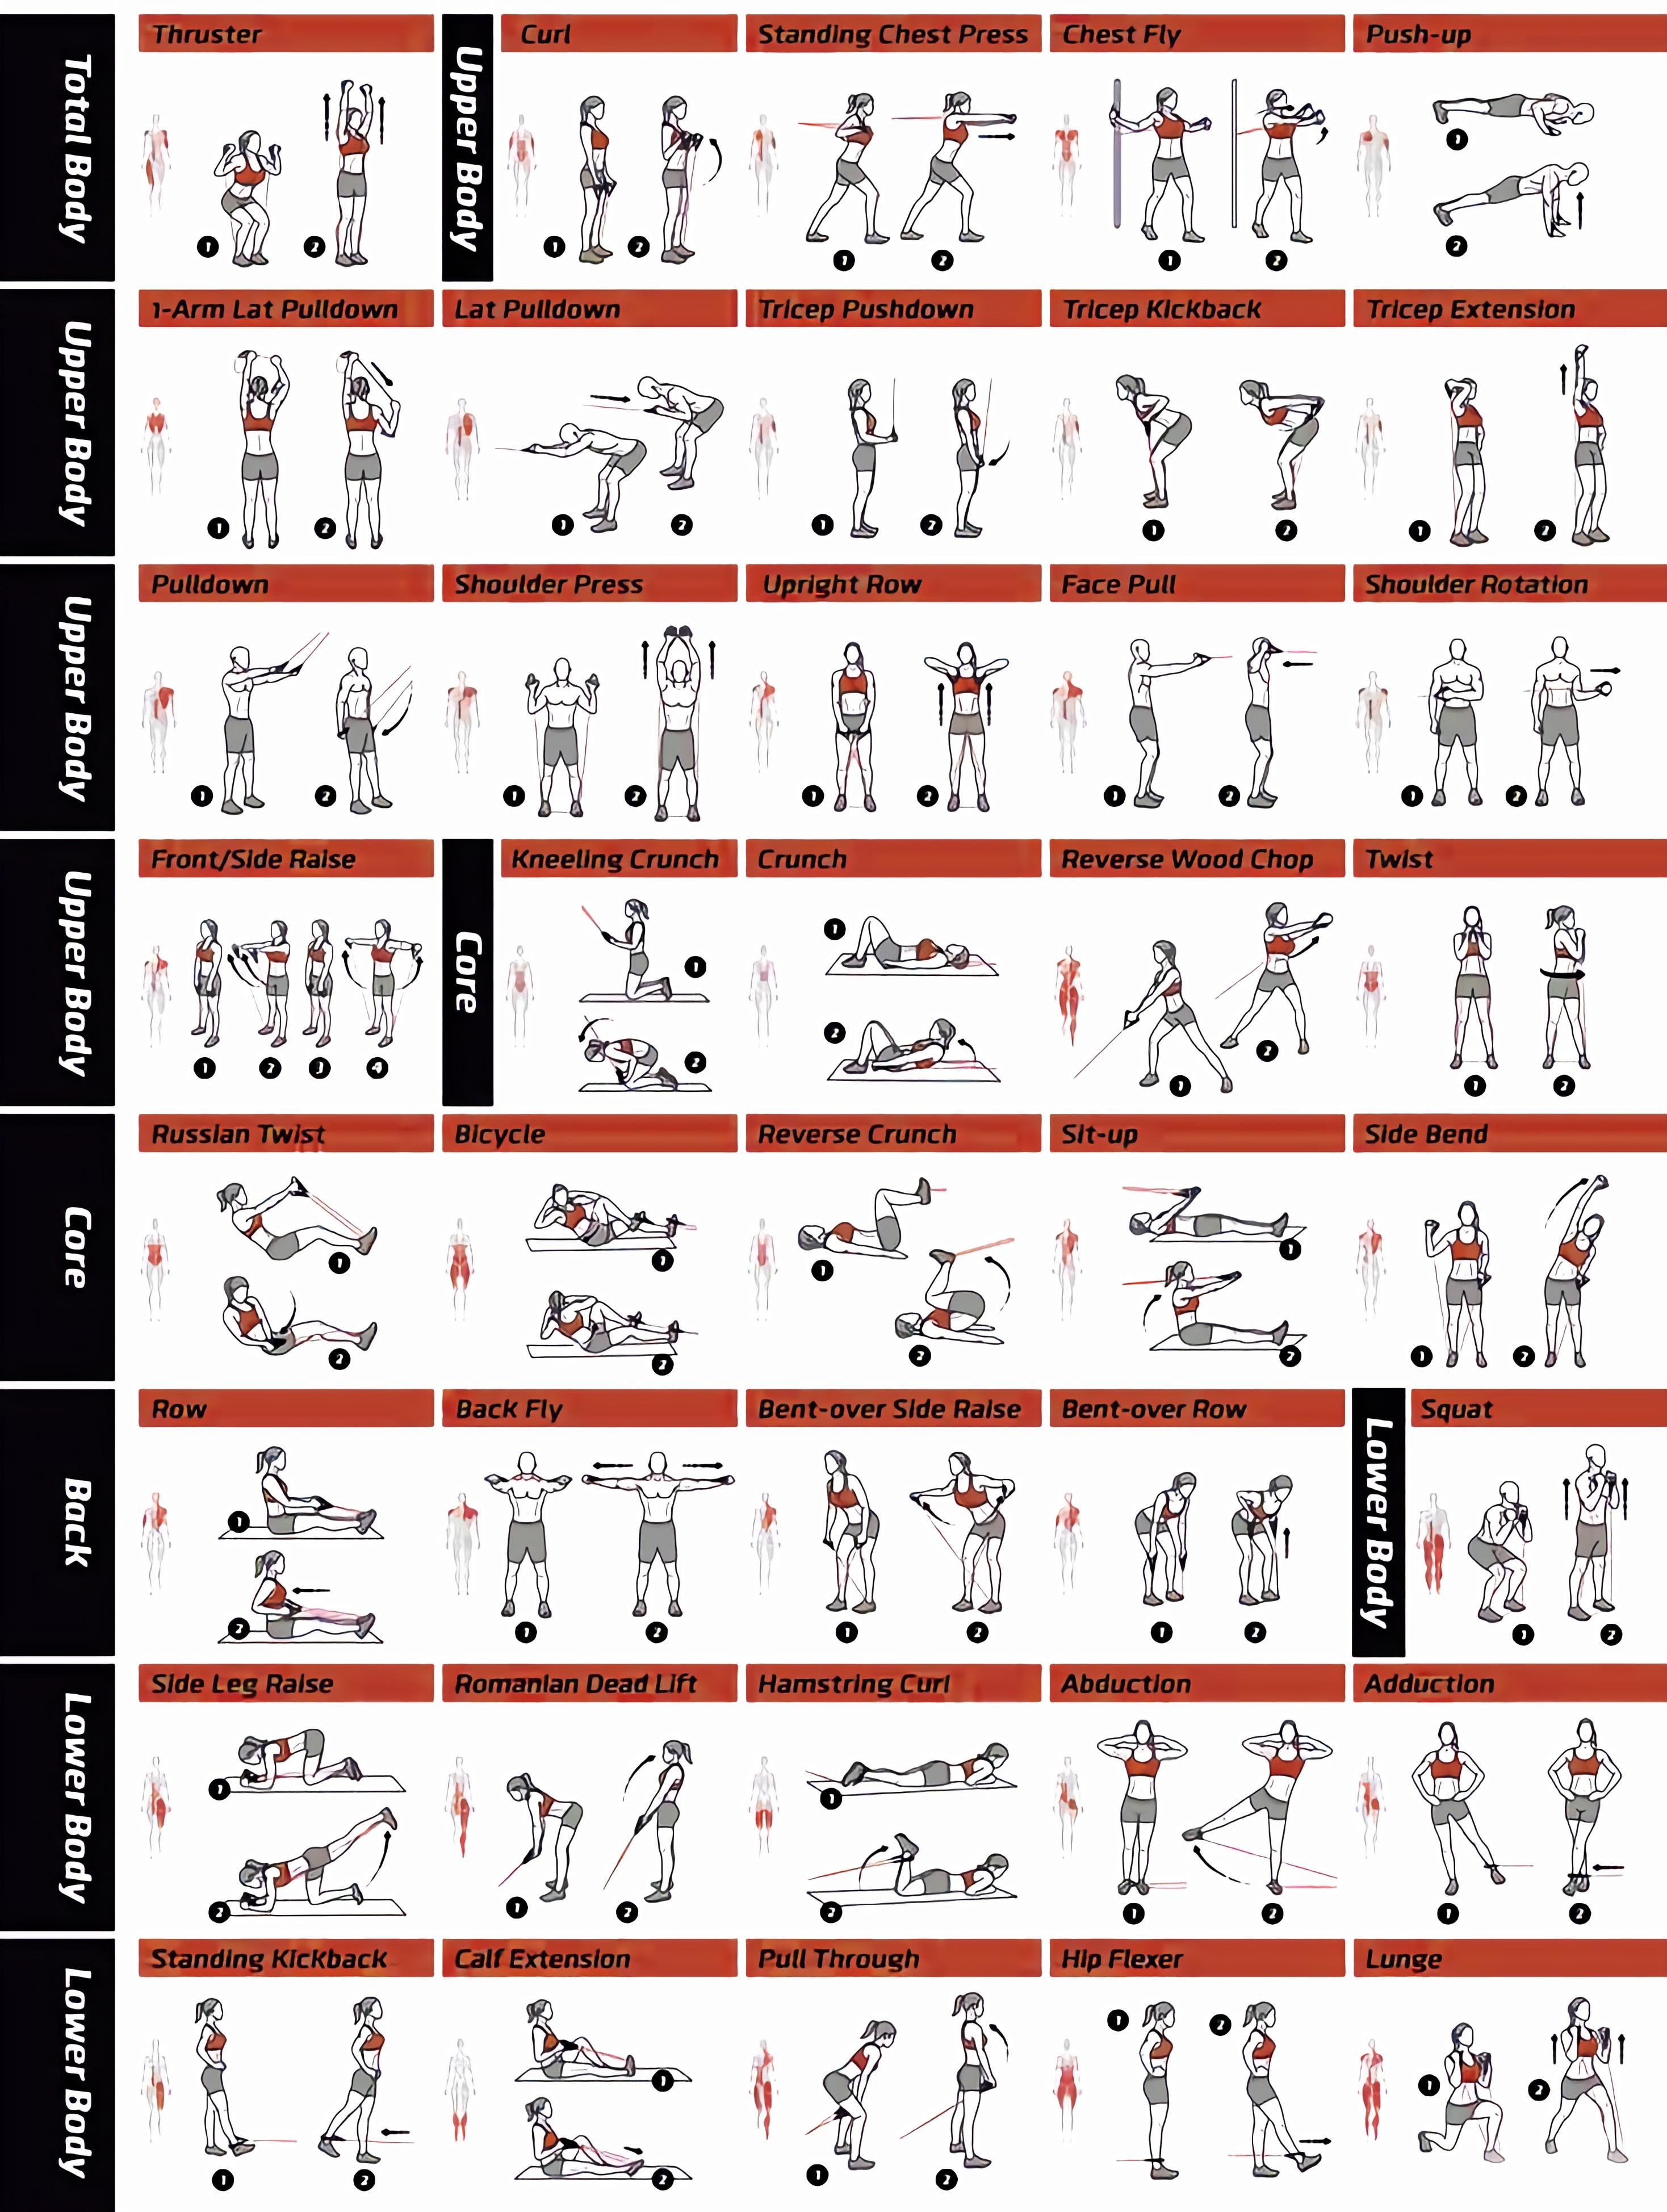 Total Body
Thruster
1
2
Upper Body
Curl
1
2
Standing Chest Press
1
2
Chest Fly
1
2
Push-up
1
2
Upper Body
1-Arm Lat Pulldown
1
2
Lat Pulldown
1
2
Tricep Pushdown
1
2
Tricep Kickback
1
2
Tricep Extension
1
2
Upper Body
Pulldown
1
2
Shoulder Press
1
2
Upright Row
1
2
Face Pull
1
2
Shoulder Rotation
1
2
Upper Body
Front/Side Raise
1
2
3
4
Core
Kneeling Crunch
1
2
Crunch
1
2
Reverse Wood Chop
1
2
Twist
1
2
Core
Russian Twist
1
2
Bicycle
1
2
Reverse Crunch
1
2
Sit-up
1
2
Side Bend
1
2
Back
Row
1
2
Back Fly
1
2
Bent-over Side Raise
1
2
Bent-over Row
1
2
Lower Body
Squat
1
2
Lower Body
Side Leg Raise
1
2
Romanian Dead Lift
1
2
Hamstring Curl
1
2
Abduction
1
2
Adduction
1
2
Lower Body
Standing Kickback
1
2
Calf Extension
1
2
Pull Through
1
2
Hip Flexer
1
2
Lunge
1
2